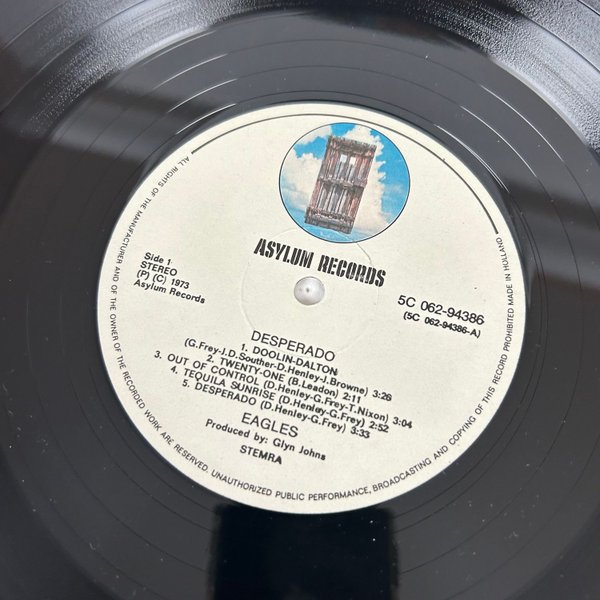 ASYLUM RECORDS
Side 1
STEREO
(P) (C) 1973
Asylum Records
5C 062-94386
(5C 062-94386-A)
DESPERADO
1. DOOLIN-DALTON
(G.Frey-J.D.Souther-D.Henley-J.Browne) 3:26
2. TWENTY-ONE (B.Leadon) 2:11
3. OUT OF CONTROL (D.Henley-G.Frey-T.Nixon) 3:04
4. TEQUILA SUNRISE (D.Henley-G.Frey) 2:52
5. DESPERADO (D.Henley-G.Frey) 3:33
EAGLES
Produced by: Glyn Johns
STEMRA
ALL RIGHTS OF THE MANUFACTURER AND OF THE OWNER OF THE RECORDED WORK ARE RESERVED. UNAUTHORIZED PUBLIC PERFORMANCE, BROADCASTING AND COPYING OF THIS RECORD PROHIBITED MADE IN HOLLAND